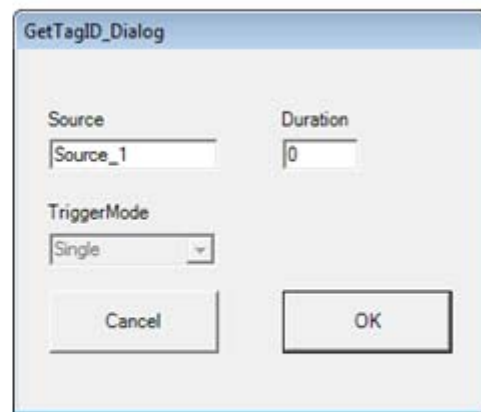 GetTagID_Dialog
Source Duration
Source_1 0
TriggerMode
Single
Cancel OK